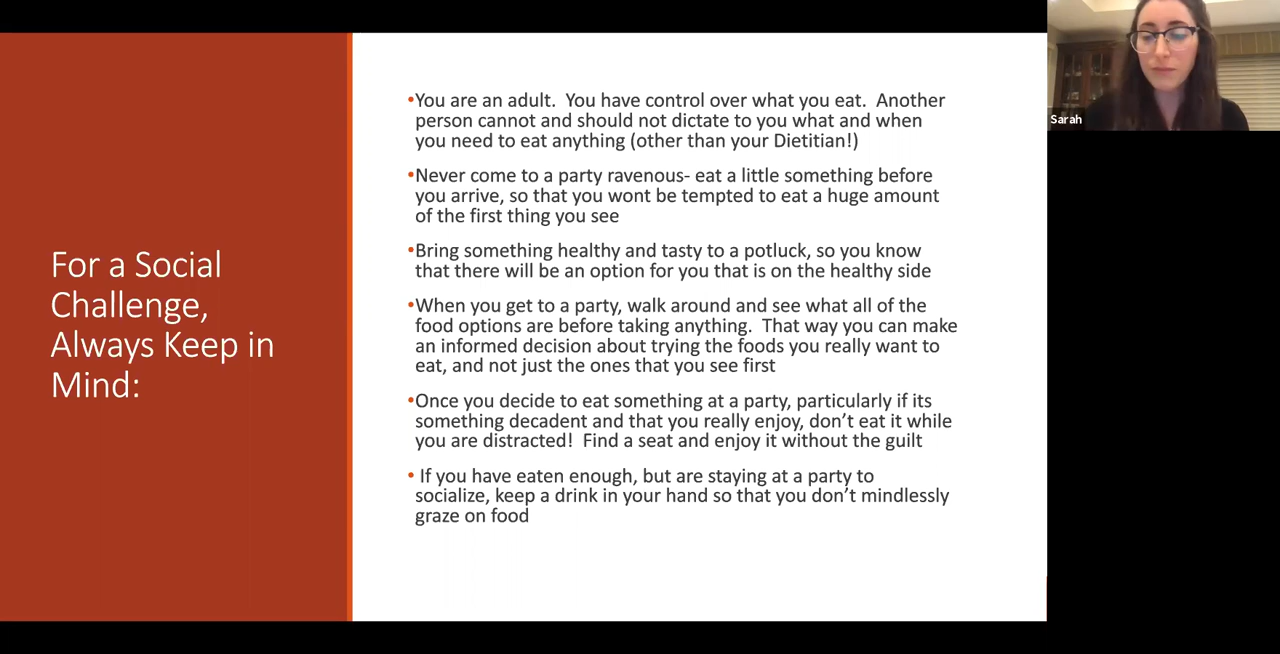 For a Social
Challenge,
Always Keep in
Mind:
•You are an adult.  You have control over what you eat.  Another
person cannot and should not dictate to you what and when
you need to eat anything (other than your Dietitian!)
•Never come to a party ravenous- eat a little something before
you arrive, so that you wont be tempted to eat a huge amount
of the first thing you see
•Bring something healthy and tasty to a potluck, so you know
that there will be an option for you that is on the healthy side
•When you get to a party, walk around and see what all of the
food options are before taking anything.  That way you can make
an informed decision about trying the foods you really want to
eat, and not just the ones that you see first
•Once you decide to eat something at a party, particularly if its
something decadent and that you really enjoy, don’t eat it while
you are distracted!  Find a seat and enjoy it without the guilt
• If you have eaten enough, but are staying at a party to
socialize, keep a drink in your hand so that you don’t mindlessly
graze on food
Sarah